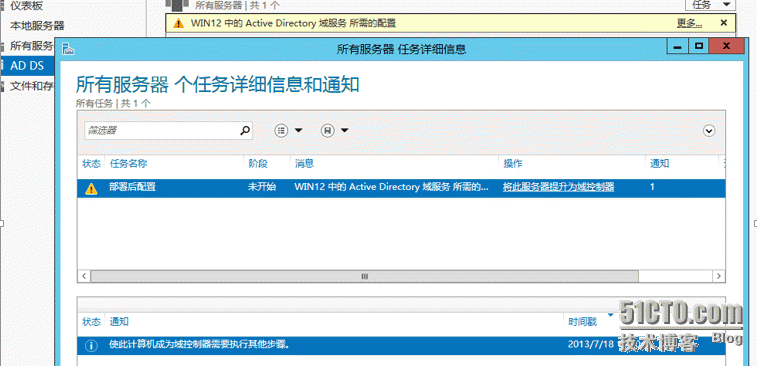 仪表板
所有服务器 | 共 1 个
任务
本地服务器
WIN12 中的 Active Directory 域服务 所需的配置
更多...
所有服务
所有服务器 任务详细信息
AD DS
文件和存
所有服务器 个任务详细信息和通知
所有任务 | 共 1 个
筛选器
状态 任务名称 阶段 消息 操作 通知
部署后配置 未开始 WIN12 中的 Active Directory 域服务 所需的... 将此服务器提升为域控制器 1
状态 通知 时间戳
使此计算机成为域控制器需要执行其他步骤。 2013/7/18
51CTO.com
技术博客 Blog